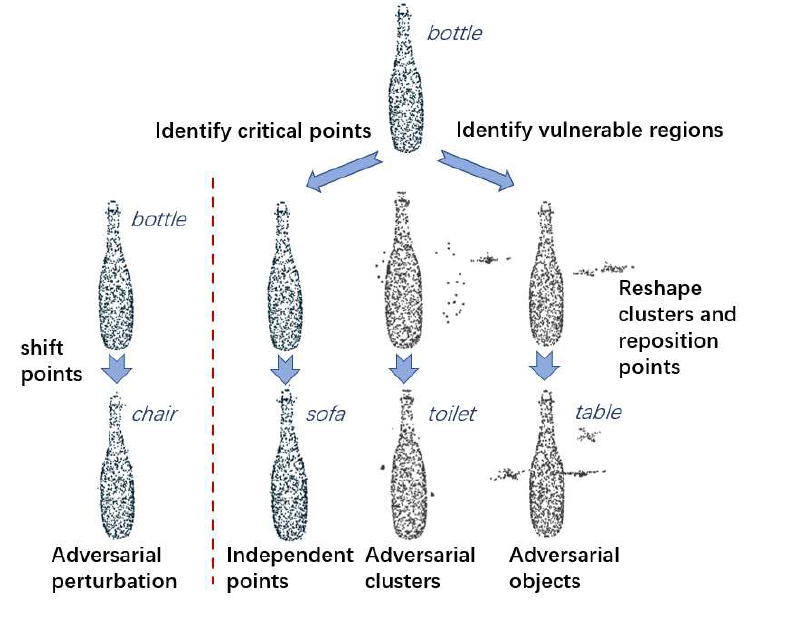 bottle
Identify critical points
Identify vulnerable regions
bottle
Reshape
clusters and
reposition
points
shift
points
chair
sofa
toilet
table
Adversarial
perturbation
Independent
points
Adversarial
clusters
Adversarial
objects